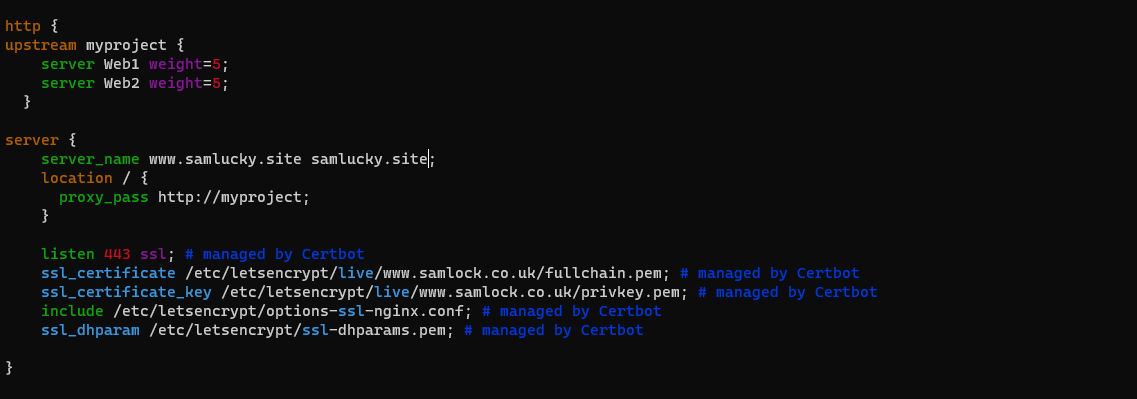 http {
upstream myproject {
    server Web1 weight=5;
    server Web2 weight=5;
  }
server {
    server_name www.samlucky.site samlucky.site;
    location / {
      proxy_pass http://myproject;
    }
    listen 443 ssl; # managed by Certbot
    ssl_certificate /etc/letsencrypt/live/www.samlock.co.uk/fullchain.pem; # managed by Certbot
    ssl_certificate_key /etc/letsencrypt/live/www.samlock.co.uk/privkey.pem; # managed by Certbot
    include /etc/letsencrypt/options-ssl-nginx.conf; # managed by Certbot
    ssl_dhparam /etc/letsencrypt/ssl-dhparams.pem; # managed by Certbot
}